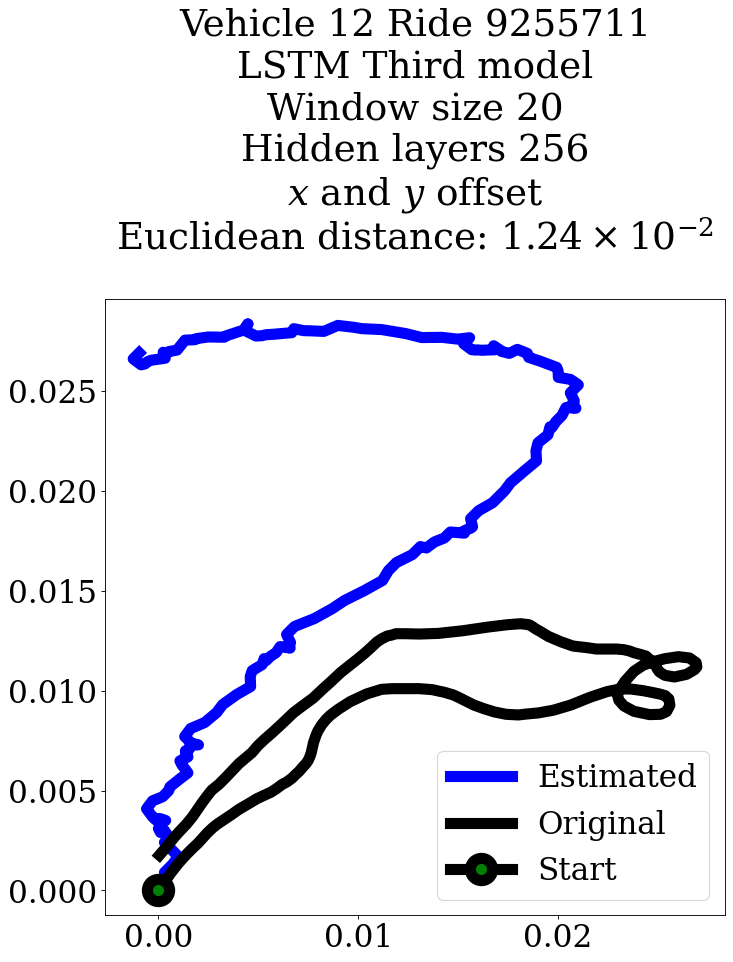 Vehicle 12 Ride 9255711
LSTM Third model
Window size 20
Hidden layers 256
x and y offset
Euclidean distance: 1.24 × 10⁻²
0.025
0.020
0.015
0.010
0.005
0.000
Estimated
Original
Start
0.00 0.01 0.02